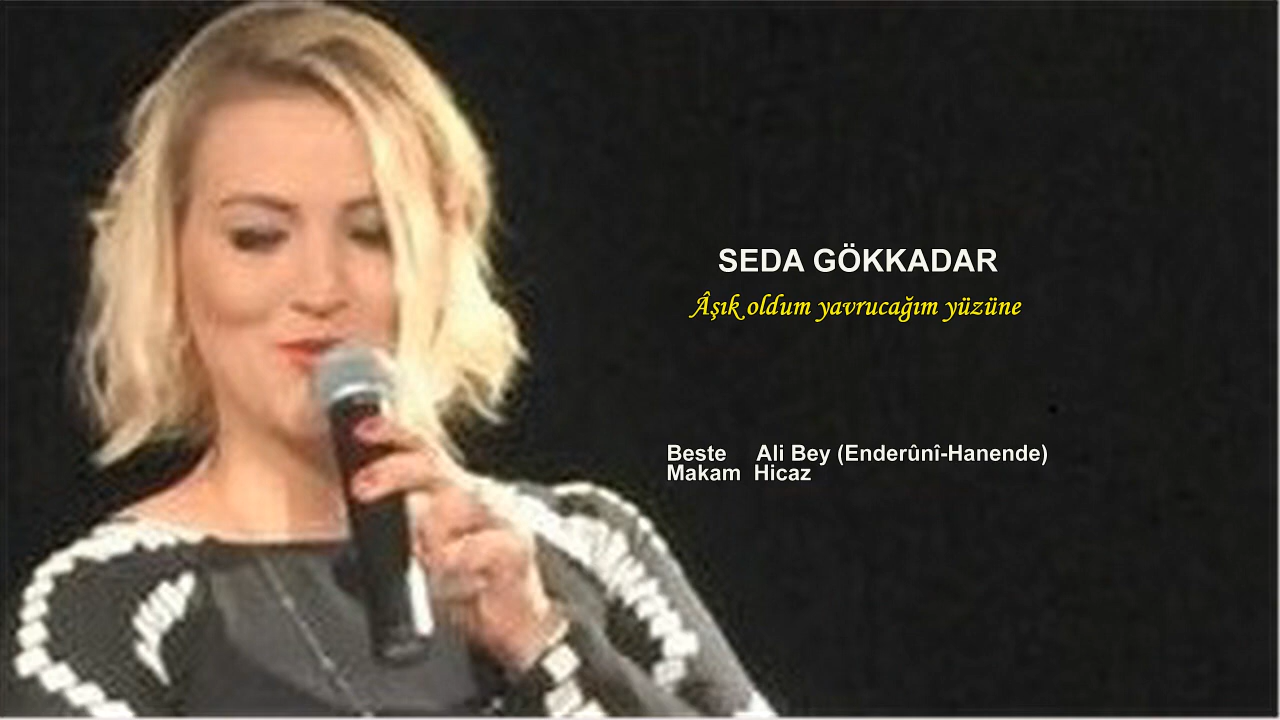 SEDA GÖKKADAR
Âşık oldum yavrucağım yüzüne
Beste Ali Bey (Enderûnî-Hanende)
Makam Hicaz